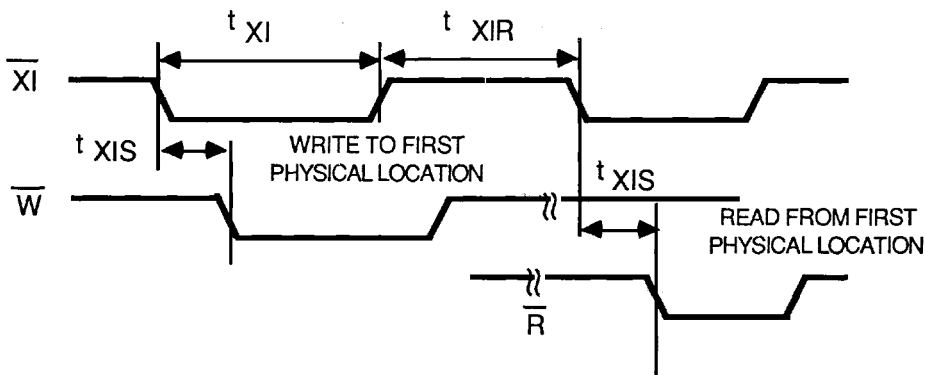 t XI
t XIR
XI
t XIS
WRITE TO FIRST
PHYSICAL LOCATION
t XIS
W
READ FROM FIRST
PHYSICAL LOCATION
R